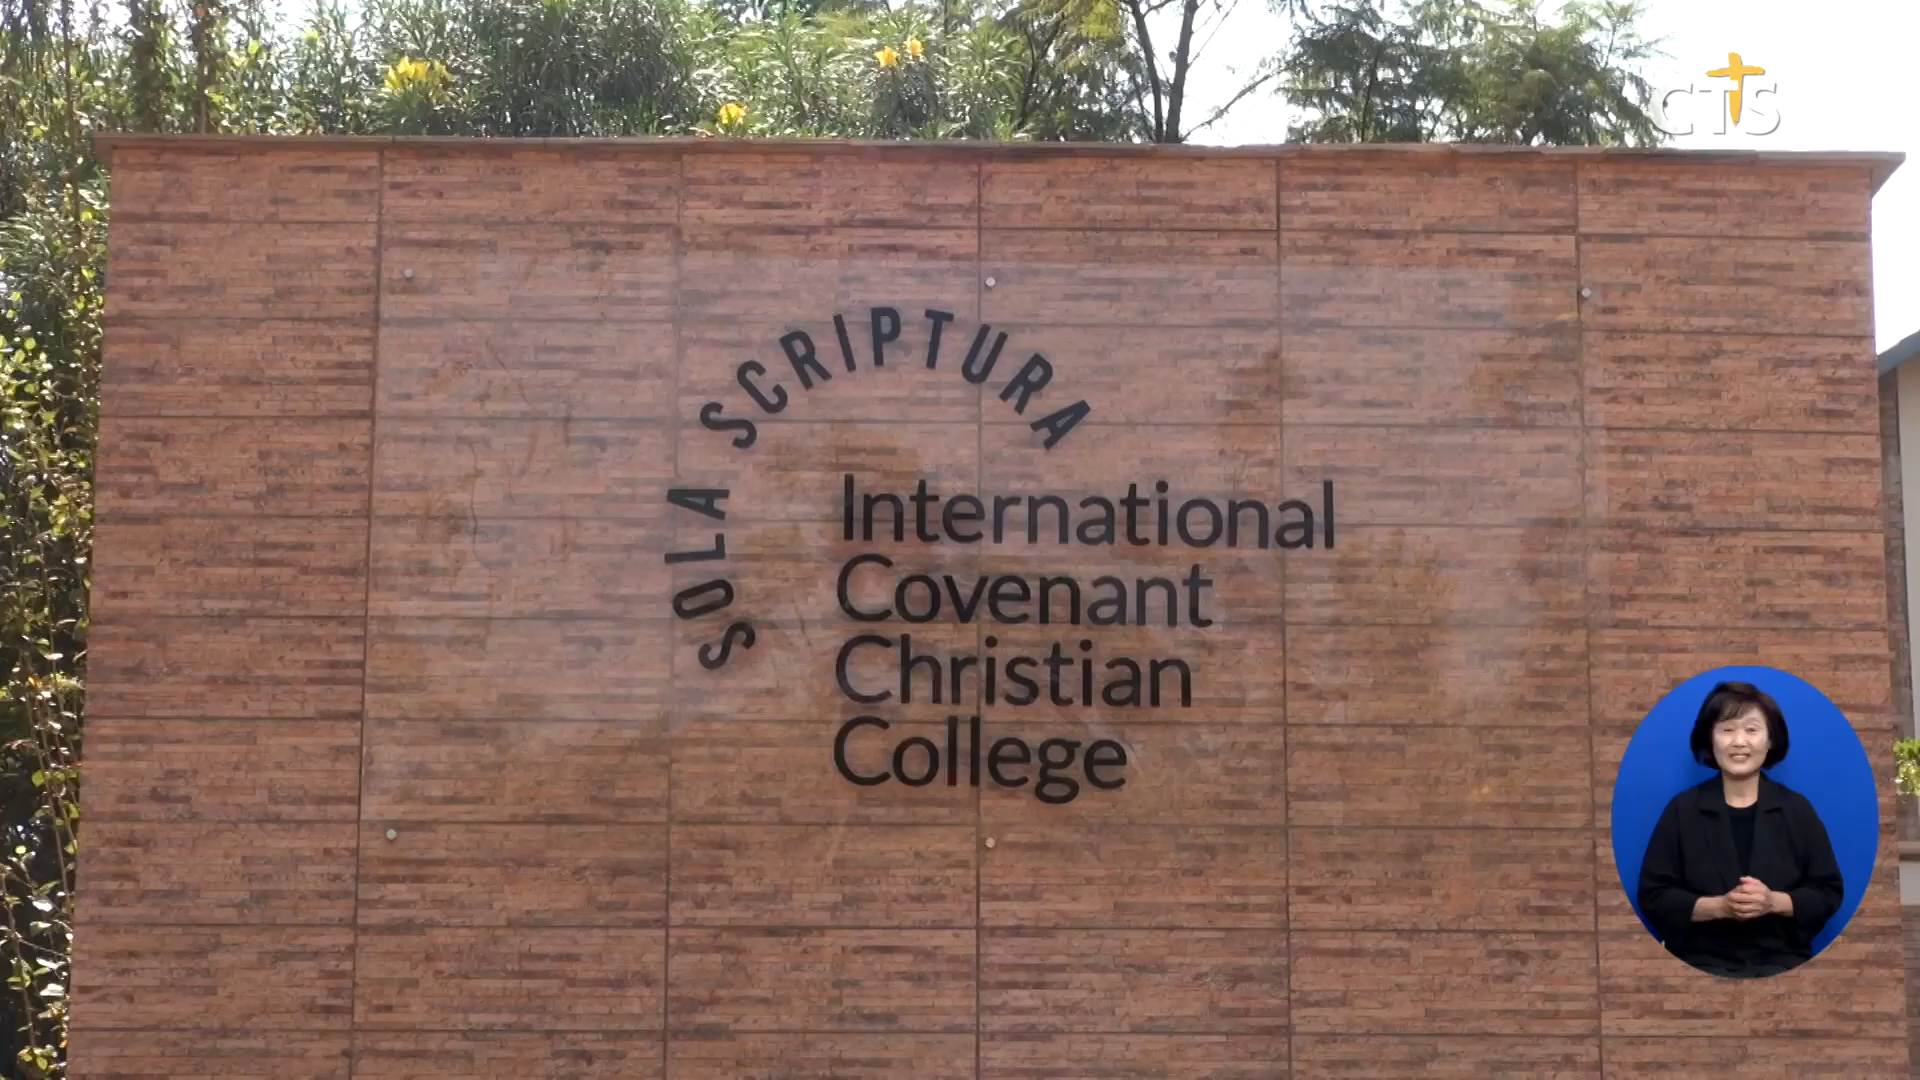 CTS
SOLA SCRIPTURA
International
Covenant
Christian
College